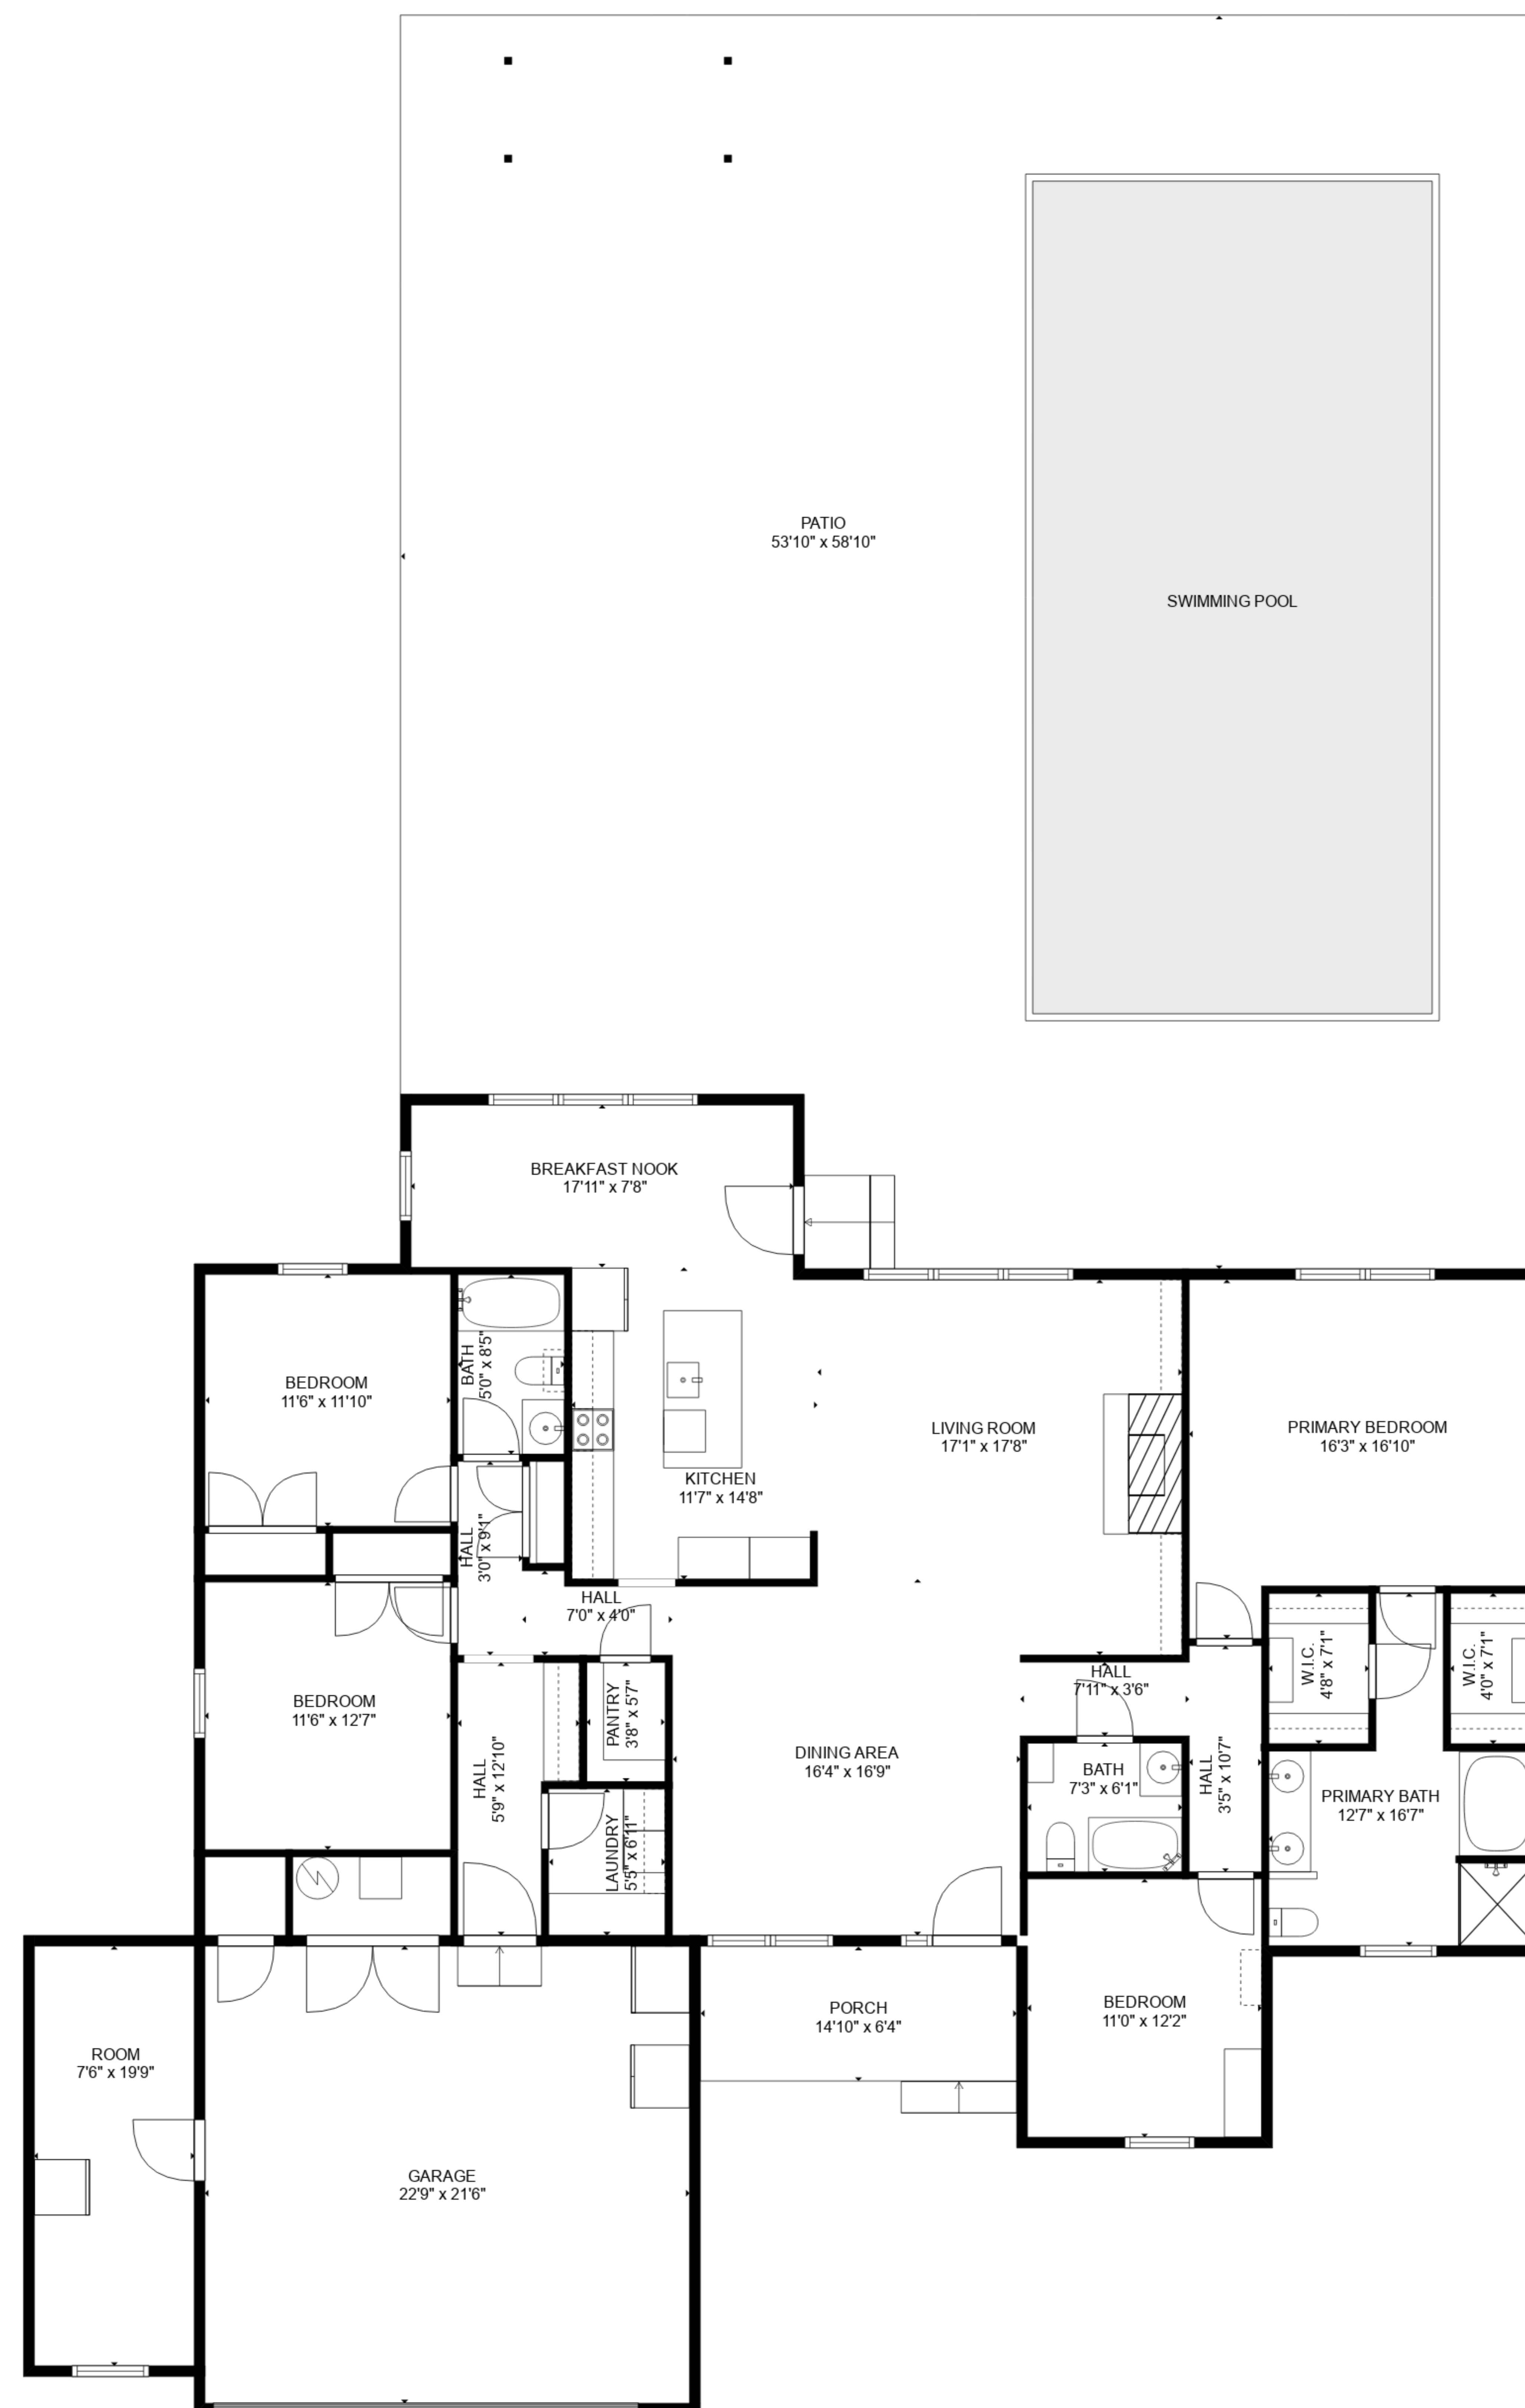 PATIO
53'10" x 58'10"
SWIMMING POOL
BREAKFAST NOOK
17'11" x 7'8"
BEDROOM
11'6" x 11'10"
BATH
5'0" x 8'5"
KITCHEN
11'7" x 14'8"
LIVING ROOM
17'1" x 17'8"
PRIMARY BEDROOM
16'3" x 16'10"
HALL
3'0" x 9'1"
HALL
7'0" x 4'0"
BEDROOM
11'6" x 12'7"
HALL
5'9" x 12'10"
PANTRY
3'8" x 5'7"
LAUNDRY
5'5" x 6'11"
DINING AREA
16'4" x 16'9"
HALL
7'11" x 3'6"
BATH
7'3" x 6'1"
HALL
3'5" x 10'7"
W.I.C.
4'8" x 7'1"
W.I.C.
4'0" x 7'1"
PRIMARY BATH
12'7" x 16'7"
ROOM
7'6" x 19'9"
GARAGE
22'9" x 21'6"
PORCH
14'10" x 6'4"
BEDROOM
11'0" x 12'2"